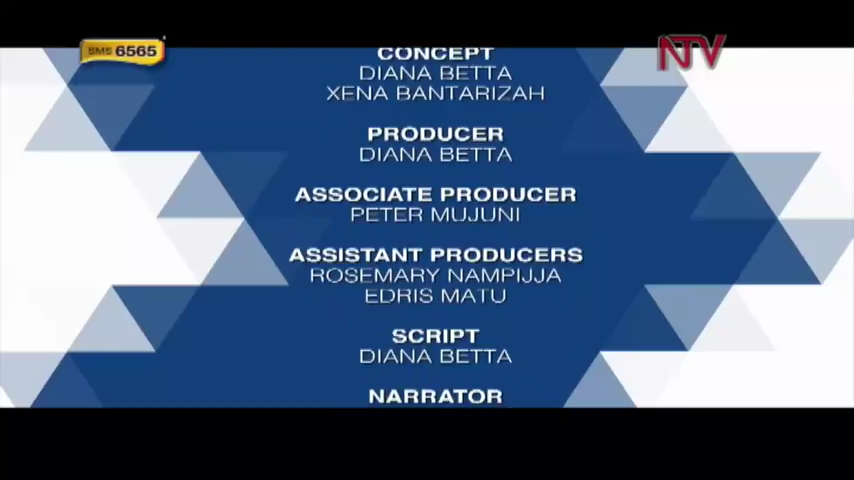 SMS 6565
NTV
CONCEPT
DIANA BETTA
XENA BANTARIZAH
PRODUCER
DIANA BETTA
ASSOCIATE PRODUCER
PETER MUJUNI
ASSISTANT PRODUCERS
ROSEMARY NAMPIJJA
EDRIS MATU
SCRIPT
DIANA BETTA
NARRATOR